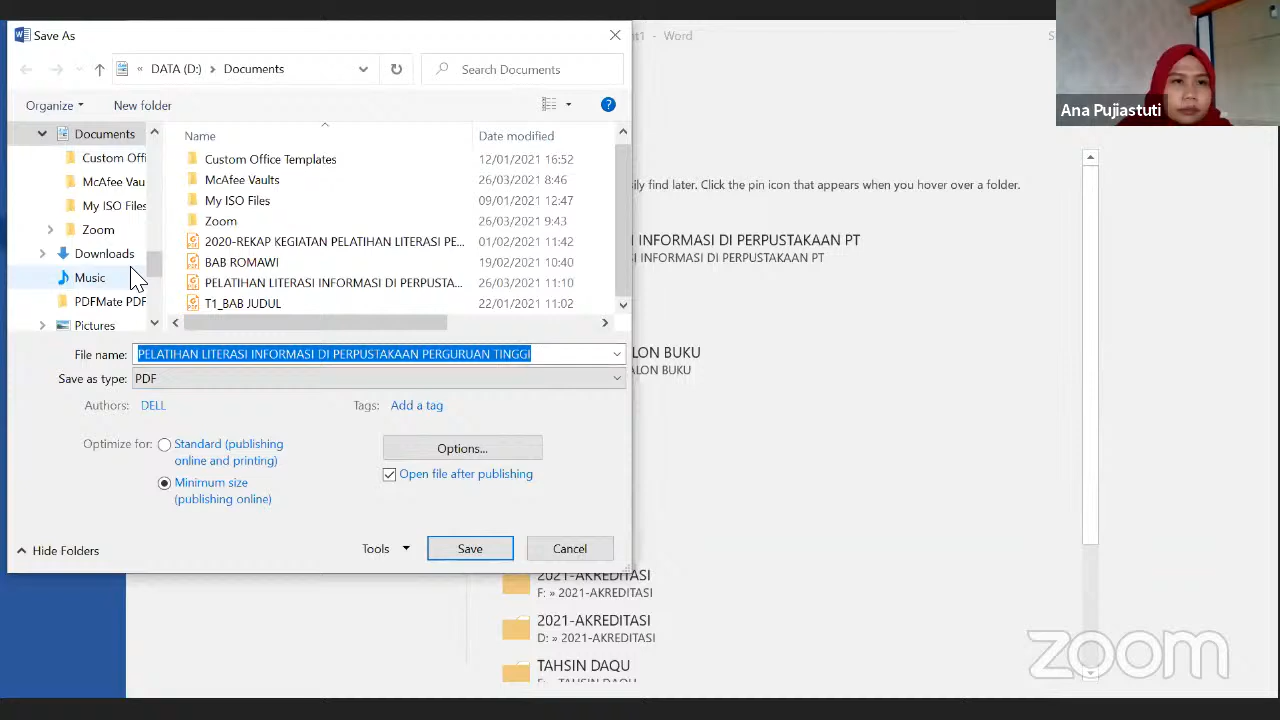 Save As
nt1 - Word
S
« DATA (D:) > Documents
Search Documents
Organize
New folder
Documents
Custom Offi
McAfee Vau
My ISO Files
Zoom
Downloads
Music
PDFMate PDF
Pictures
Name
Date modified
Custom Office Templates 12/01/2021 16:52
McAfee Vaults 26/03/2021 8:46
My ISO Files 09/01/2021 12:47
Zoom 26/03/2021 9:43
2020-REKAP KEGIATAN PELATIHAN LITERASI PE... 01/02/2021 11:42
BAB ROMAWI 19/02/2021 10:40
PELATIHAN LITERASI INFORMASI DI PERPUSTA... 26/03/2021 11:10
T1_BAB JUDUL 22/01/2021 11:02
File name: PELATIHAN LITERASI INFORMASI DI PERPUSTAKAAN PERGURUAN TINGGI
Save as type: PDF
Authors: DELL
Tags: Add a tag
Optimize for:
Standard (publishing
online and printing)
Minimum size
(publishing online)
Options...
Open file after publishing
Hide Folders
Tools
Save
Cancel
sily find later. Click the pin icon that appears when you hover over a folder.
I INFORMASI DI PERPUSTAKAAN PT
INFORMASI DI PERPUSTAKAAN PT
LON BUKU
ALON BUKU
2021-AKREDITASI
F: » 2021-AKREDITASI
2021-AKREDITASI
D: » 2021-AKREDITASI
TAHSIN DAQU
F: » TAHSIN DAQU
Ana Pujiastuti
zoom